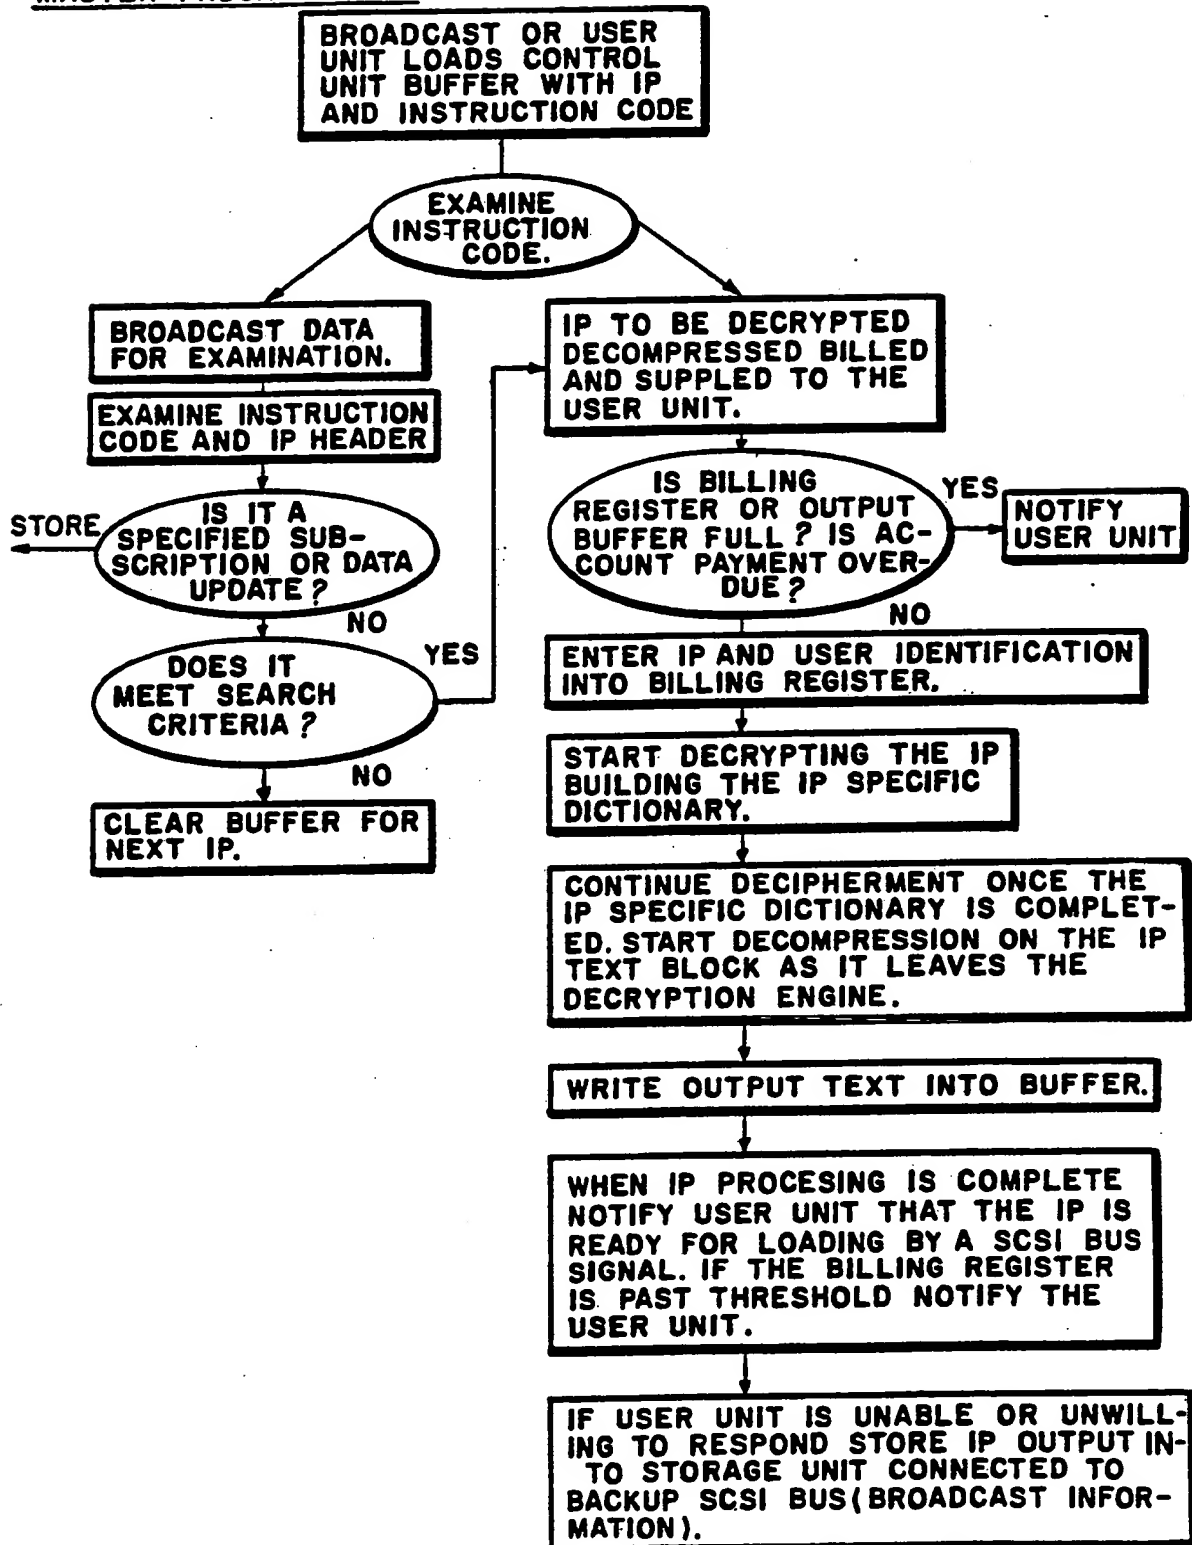 BROADCAST OR USER
UNIT LOADS CONTROL
UNIT BUFFER WITH IP
AND INSTRUCTION CODE
EXAMINE
INSTRUCTION
CODE.
BROADCAST DATA
FOR EXAMINATION.
EXAMINE INSTRUCTION
CODE AND IP HEADER
STORE
IS IT A
SPECIFIED SUB-
SCRIPTION OR DATA
UPDATE?
NO
DOES IT
MEET SEARCH
CRITERIA?
YES
NO
CLEAR BUFFER FOR
NEXT IP.
IP TO BE DECRYPTED
DECOMPRESSED BILLED
AND SUPPLED TO THE
USER UNIT.
IS BILLING
REGISTER OR OUTPUT
BUFFER FULL? IS AC-
COUNT PAYMENT OVER-
DUE?
YES
NOTIFY
USER UNIT
NO
ENTER IP AND USER IDENTIFICATION
INTO BILLING REGISTER.
START DECRYPTING THE IP
BUILDING THE IP SPECIFIC
DICTIONARY.
CONTINUE DECIPHERMENT ONCE THE
IP SPECIFIC DICTIONARY IS COMPLET-
ED. START DECOMPRESSION ON THE IP
TEXT BLOCK AS IT LEAVES THE
DECRYPTION ENGINE.
WRITE OUTPUT TEXT INTO BUFFER.
WHEN IP PROCESING IS COMPLETE
NOTIFY USER UNIT THAT THE IP IS
READY FOR LOADING BY A SCSI BUS
SIGNAL. IF THE BILLING REGISTER
IS PAST THRESHOLD NOTIFY THE
USER UNIT.
IF USER UNIT IS UNABLE OR UNWILL-
ING TO RESPOND STORE IP OUTPUT IN-
TO STORAGE UNIT CONNECTED TO
BACKUP SCSI BUS (BROADCAST INFOR-
MATION).